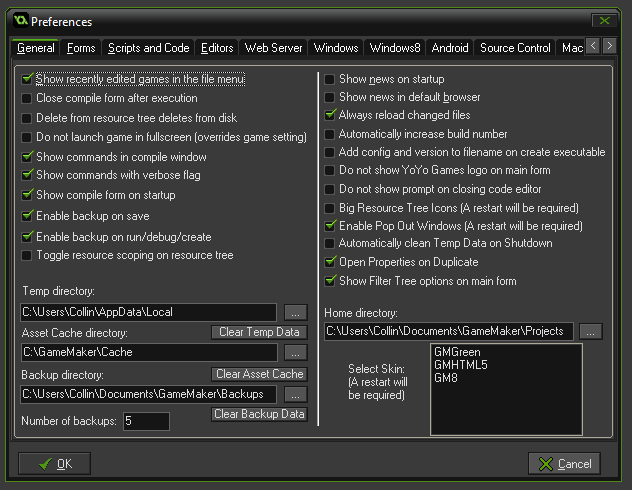 Preferences
General Forms Scripts and Code Editors Web Server Windows Windows8 Android Source Control Mac
Show recently edited games in the file menu
Close compile form after execution
Delete from resource tree deletes from disk
Do not launch game in fullscreen (overrides game setting)
Show commands in compile window
Show commands with verbose flag
Show compile form on startup
Enable backup on save
Enable backup on run/debug/create
Toggle resource scoping on resource tree
Temp directory:
C:\Users\Collin\AppData\Local ...
Asset Cache directory: Clear Temp Data
C:\GameMaker\Cache ...
Backup directory: Clear Asset Cache
C:\Users\Collin\Documents\GameMaker\Backups ...
Number of backups: 5 Clear Backup Data
Show news on startup
Show news in default browser
Always reload changed files
Automatically increase build number
Add config and version to filename on create executable
Do not show YoYo Games logo on main form
Do not show prompt on closing code editor
Big Resource Tree Icons (A restart will be required)
Enable Pop Out Windows (A restart will be required)
Automatically clean Temp Data on Shutdown
Open Properties on Duplicate
Show Filter Tree options on main form
Home directory:
C:\Users\Collin\Documents\GameMaker\Projects ...
Select Skin:
(A restart will
be required)
GMGreen
GMHTML5
GM8
OK Cancel